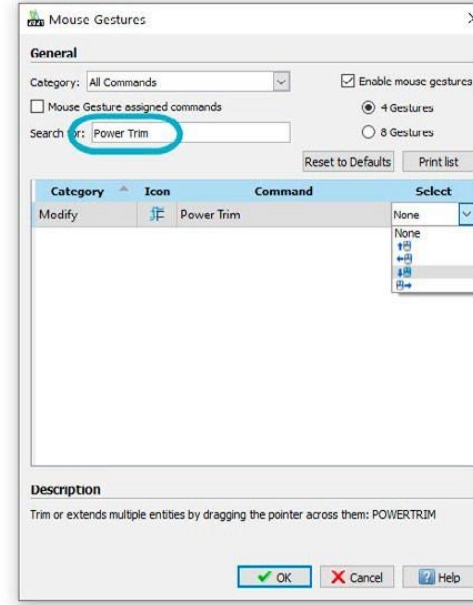 Mouse Gestures
General
Category: All Commands
Enable mouse gestures
Mouse Gesture assigned commands
4 Gestures
Search for: Power Trim
8 Gestures
Reset to Defaults Print list
Category Icon Command Select
Modify Power Trim None
None
Description
Trim or extends multiple entities by dragging the pointer across them: POWERTRIM
OK Cancel Help